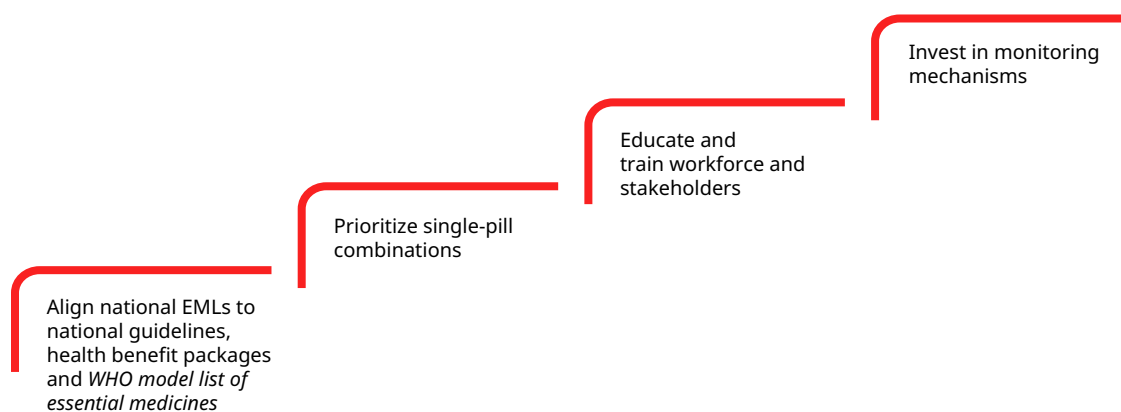 Invest in monitoring
mechanisms
Educate and
train workforce and
stakeholders
Prioritize single-pill
combinations
Align national EMLs to
national guidelines,
health benefit packages
and WHO model list of
essential medicines